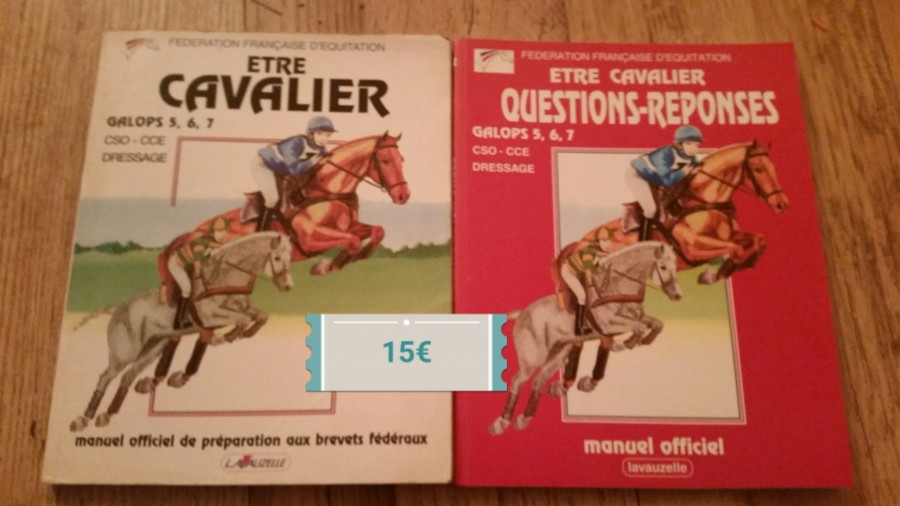 FEDERATION FRANÇAISE D'EQUITATION
ETRE
CAVALIER
GALOPS 5, 6, 7
CSO - CCE
DRESSAGE
manuel officiel de préparation aux brevets fédéraux
LAVAUZELLE
FEDERATION FRANÇAISE D'EQUITATION
ETRE CAVALIER
QUESTIONS-REPONSES
GALOPS 5, 6, 7
CSO - CCE
DRESSAGE
manuel officiel
lavauzelle
15€